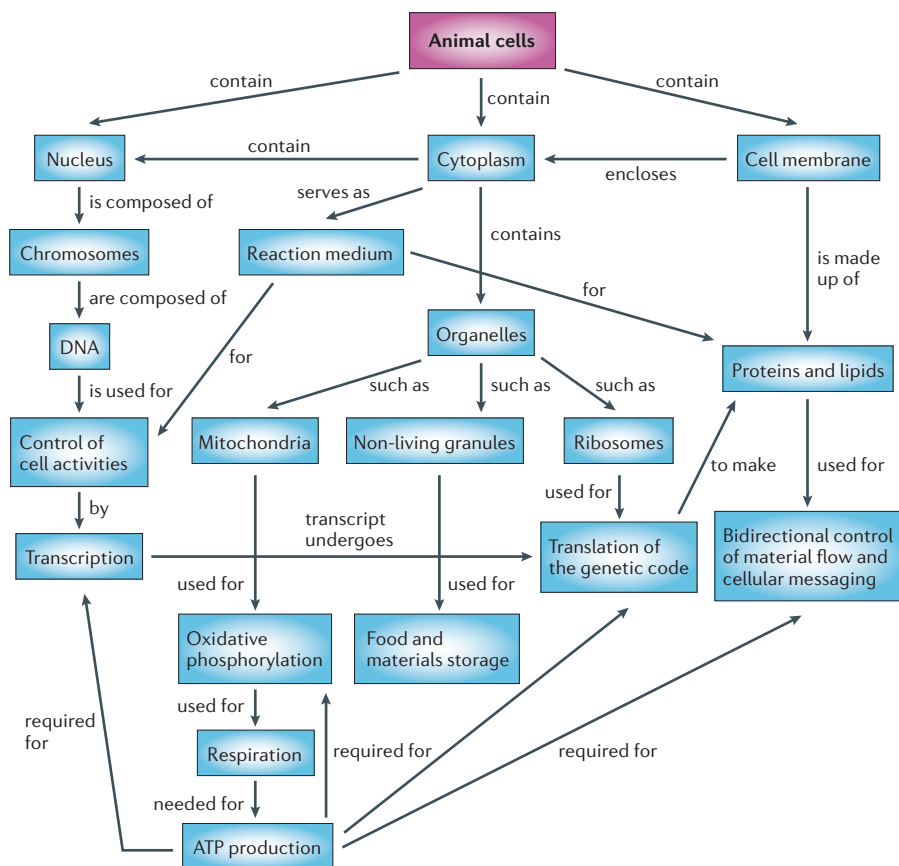 Animal cells
contain
contain
contain
Nucleus
contain
Cytoplasm
encloses
Cell membrane
is composed of
serves as
contains
Chromosomes
Reaction medium
is made
up of
are composed of
for
DNA
for
Organelles
Proteins and lipids
is used for
such as
such as
such as
Control of
cell activities
Mitochondria
Non-living granules
Ribosomes
to make
used for
by
used for
transcript
undergoes
Transcription
Translation of
the genetic code
Bidirectional control
of material flow and
cellular messaging
used for
used for
Oxidative
phosphorylation
Food and
materials storage
required
for
used for
Respiration
required for
required for
needed for
ATP production